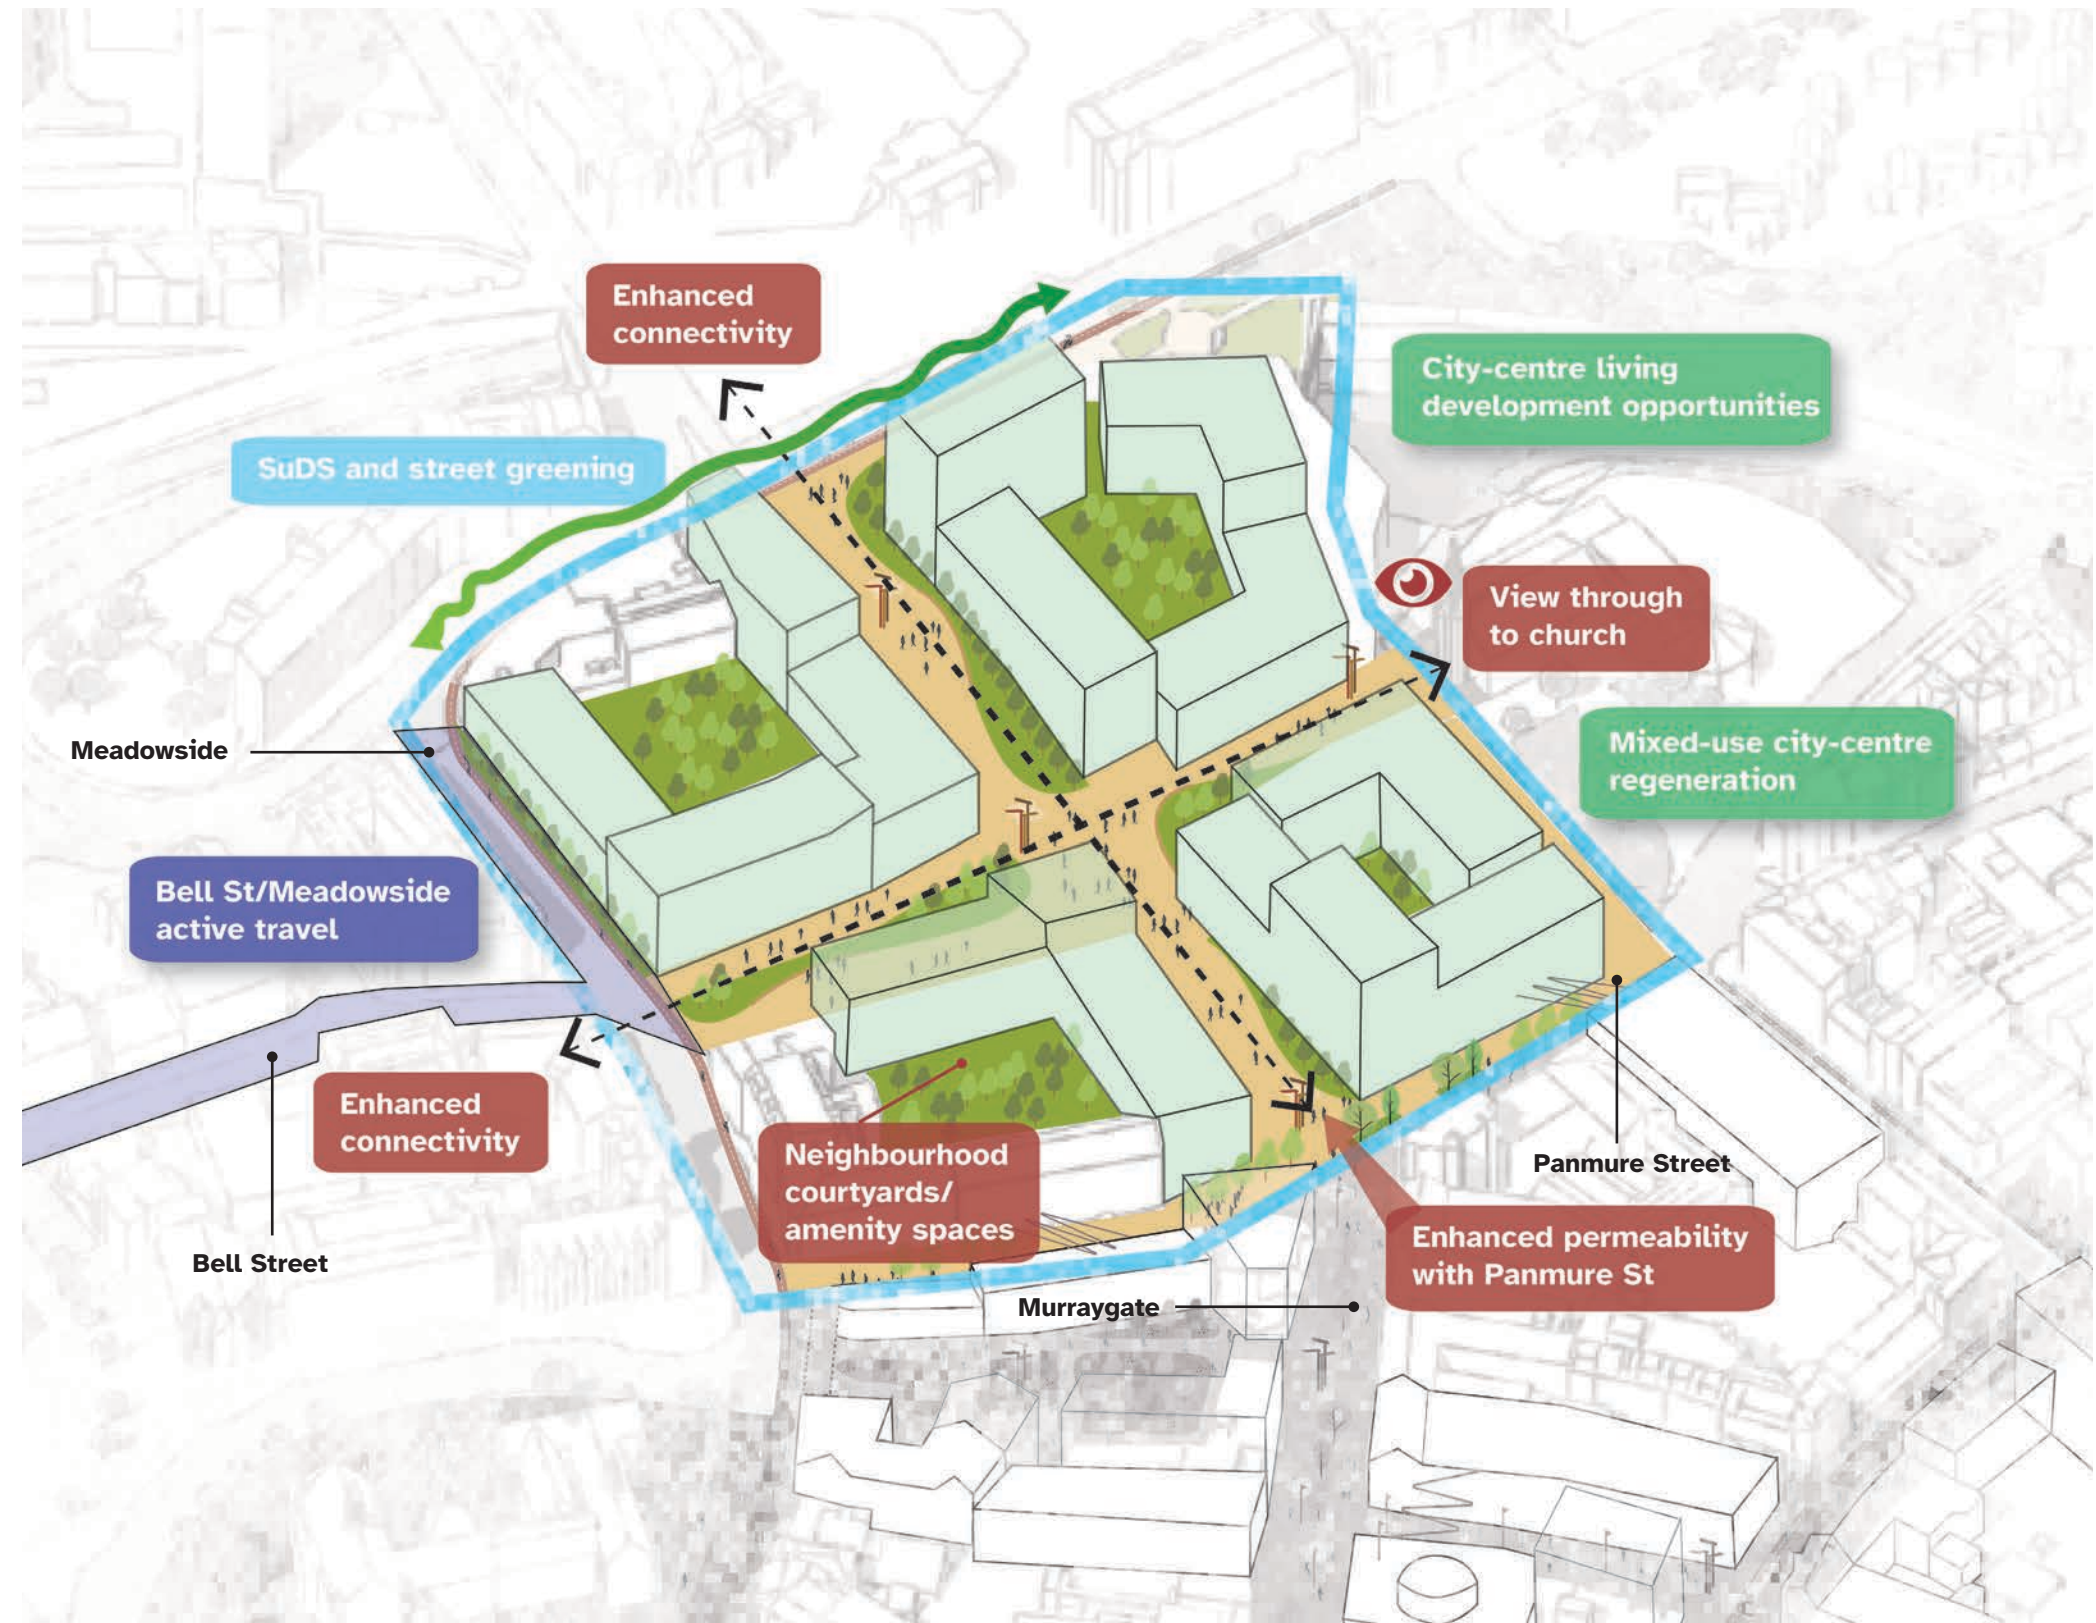 Enhanced
connectivity
City-centre living
development opportunities
SuDS and street greening
View through
to church
Meadowside
Mixed-use city-centre
regeneration
Bell St/Meadowside
active travel
Enhanced
connectivity
Neighbourhood
courtyards/
amenity spaces
Panmure Street
Enhanced permeability
with Panmure St
Bell Street
Murraygate